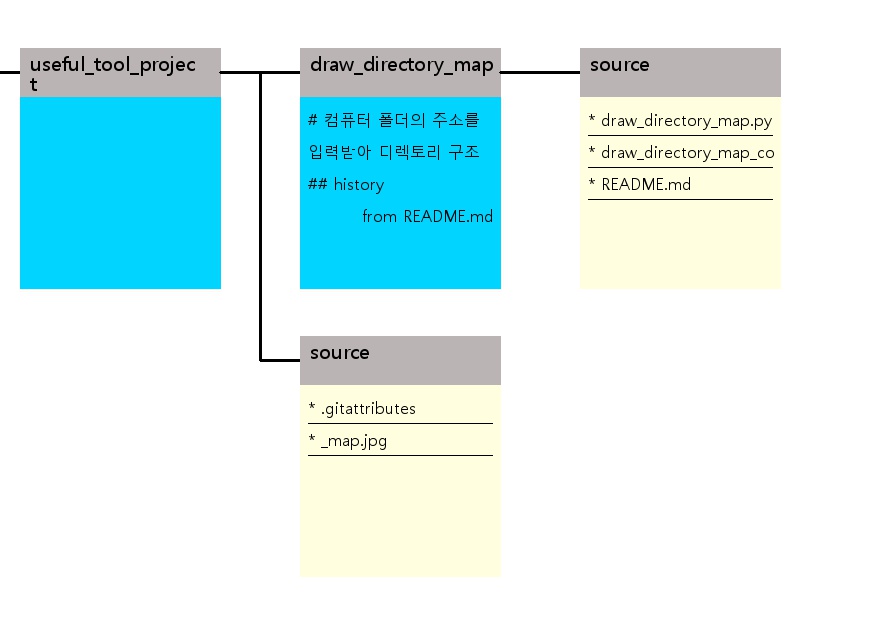 useful_tool_projec
t
draw_directory_map
# 컴퓨터 폴더의 주소를
입력받아 디렉토리 구조
## history
from README.md
source
* draw_directory_map.py
* draw_directory_map_co
* README.md
source
* .gitattributes
* _map.jpg